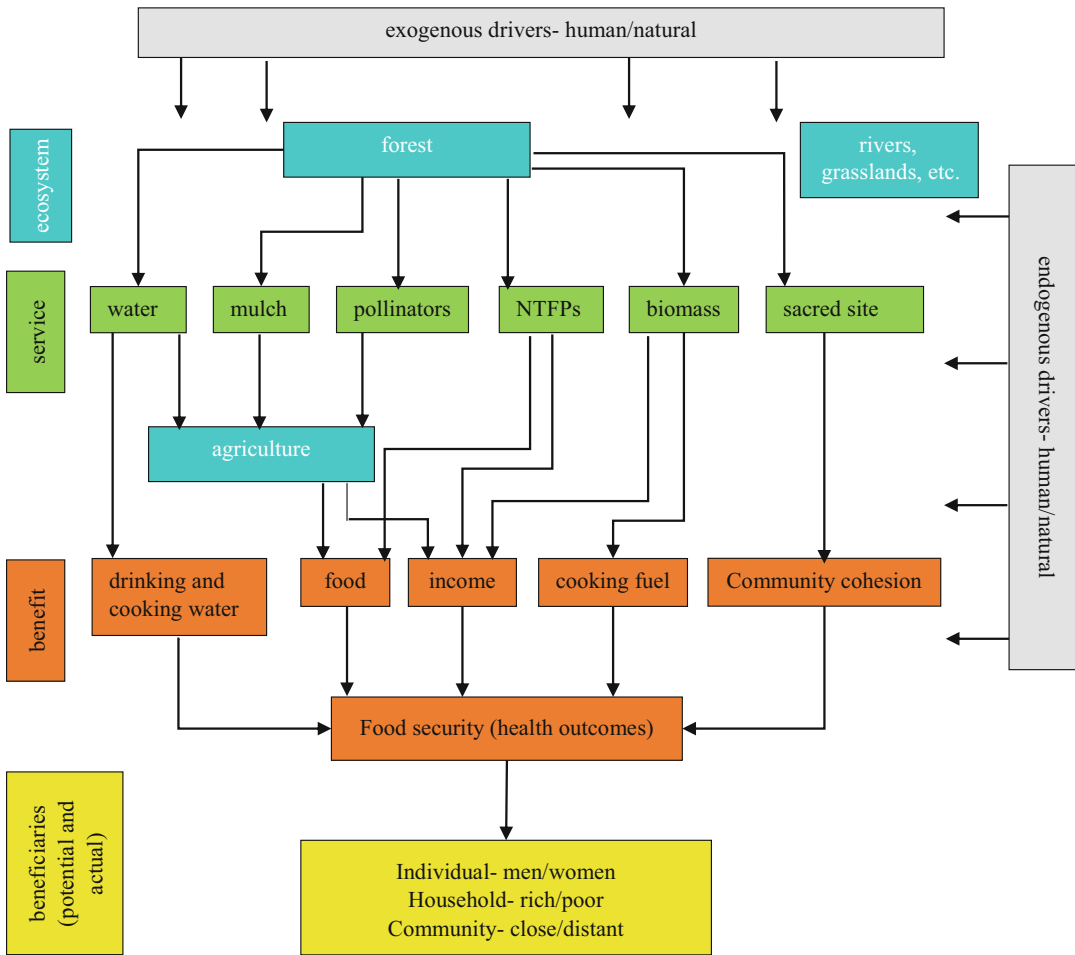 exogenous drivers- human/natural
ecosystem
forest
rivers,
grasslands, etc.
endogenous drivers- human/natural
service
water
mulch
pollinators
NTFPs
biomass
sacred site
agriculture
benefit
drinking and
cooking water
food
income
cooking fuel
Community cohesion
Food security (health outcomes)
beneficiaries
(potential and
actual)
Individual- men/women
Household- rich/poor
Community- close/distant